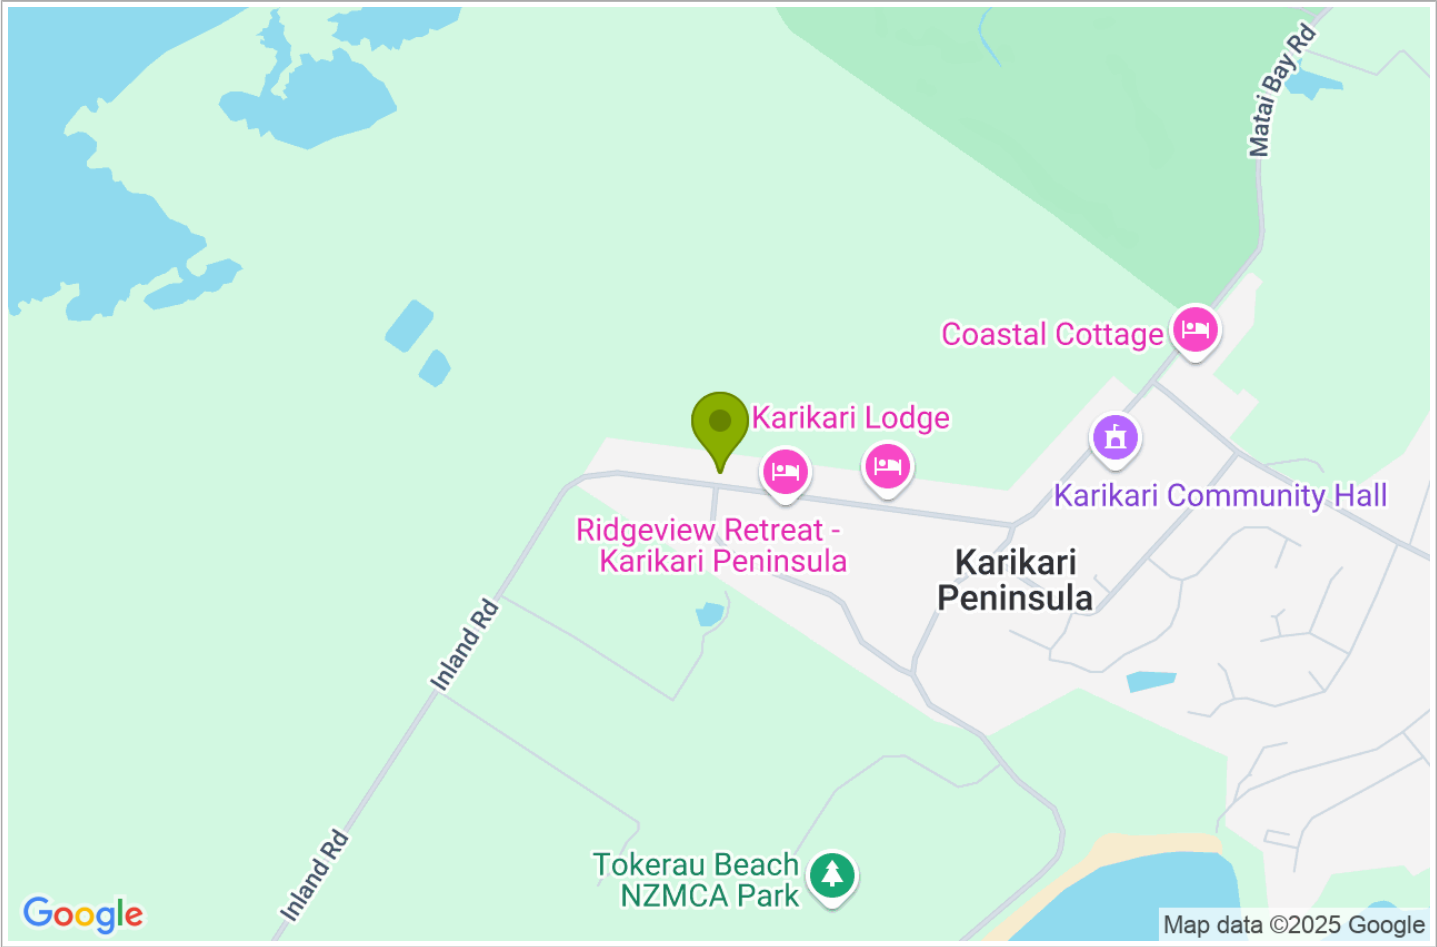 Matai Bay Rd
Coastal Cottage
Karikari Lodge
Karikari Community Hall
Ridgeview Retreat -
Karikari Peninsula
Karikari
Peninsula
Inland Rd
Inland Rd
Tokerau Beach
NZMCA Park
Google
Map data ©2025 Google